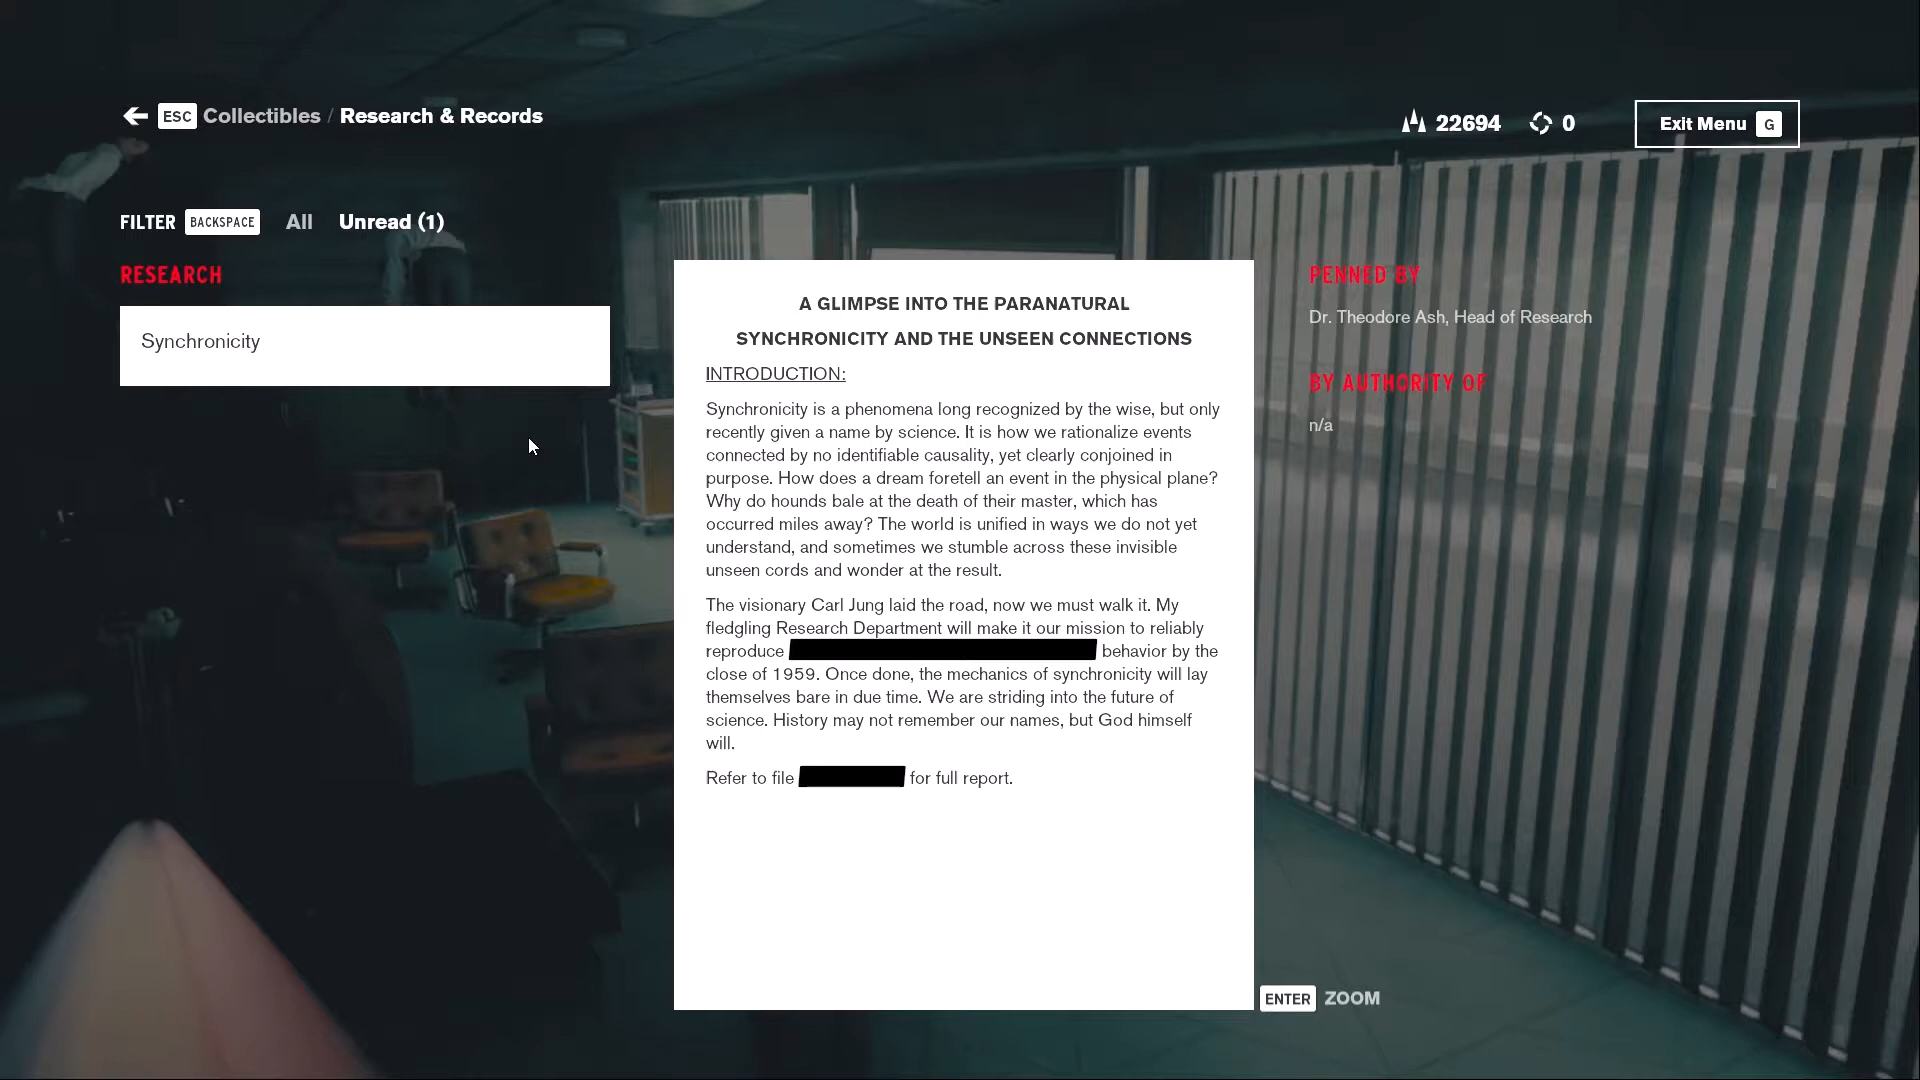 ESC Collectibles / Research & Records
22694 0 Exit Menu G
FILTER BACKSPACE All Unread (1)
RESEARCH
Synchronicity
A GLIMPSE INTO THE PARANATURAL
SYNCHRONICITY AND THE UNSEEN CONNECTIONS
INTRODUCTION:
Synchronicity is a phenomena long recognized by the wise, but only
recently given a name by science. It is how we rationalize events
connected by no identifiable causality, yet clearly conjoined in
purpose. How does a dream foretell an event in the physical plane?
Why do hounds bale at the death of their master, which has
occurred miles away? The world is unified in ways we do not yet
understand, and sometimes we stumble across these invisible
unseen cords and wonder at the result.
The visionary Carl Jung laid the road, now we must walk it. My
fledgling Research Department will make it our mission to reliably
reproduce behavior by the
close of 1959. Once done, the mechanics of synchronicity will lay
themselves bare in due time. We are striding into the future of
science. History may not remember our names, but God himself
will.
Refer to file for full report.
PENNED BY
Dr. Theodore Ash, Head of Research
BY AUTHORITY OF
n/a
ENTER ZOOM